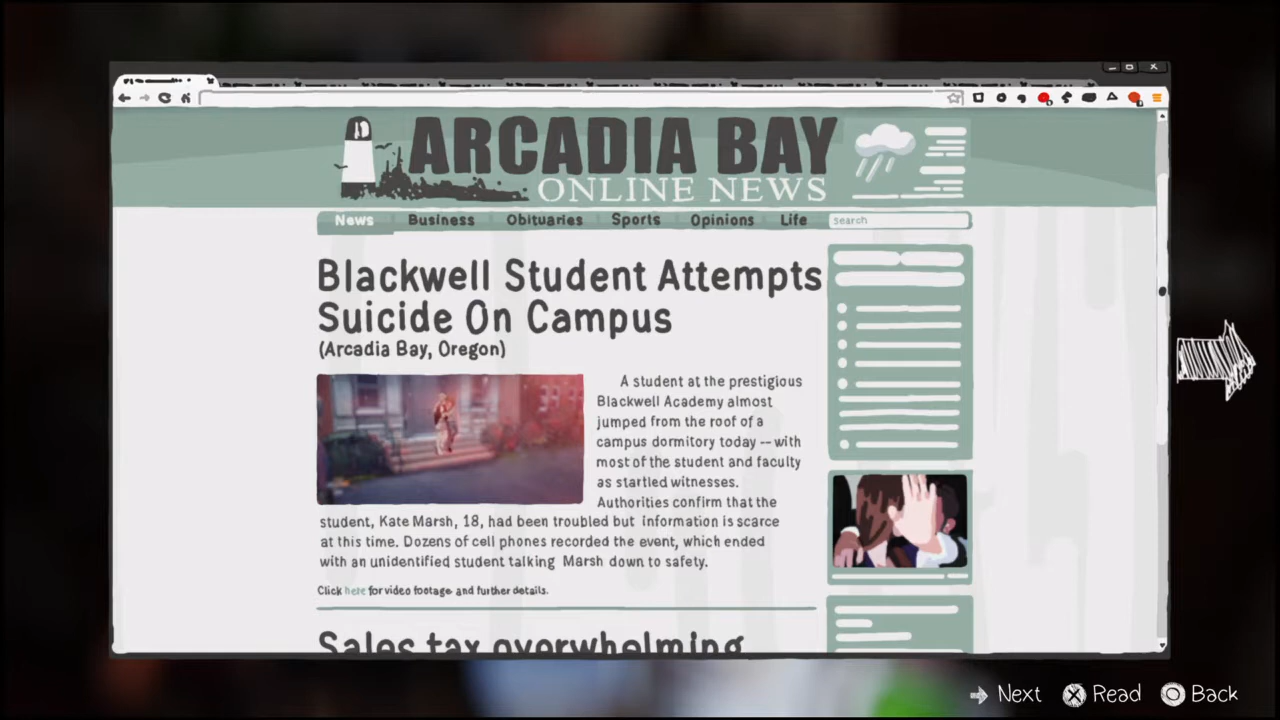 ARCADIA BAY
ONLINE NEWS
News Business Obituaries Sports Opinions Life Search
Blackwell Student Attempts
Suicide On Campus
(Arcadia Bay, Oregon)
A student at the prestigious
Blackwell Academy almost
jumped from the roof of a
campus dormitory today -- with
most of the student and faculty
as startled witnesses.
Authorities confirm that the
student, Kate Marsh, 18, had been troubled but information is scarce
at this time. Dozens of cell phones recorded the event, which ended
with an unidentified student talking Marsh down to safety.
Click here for video footage and further details.
Sales tax overwhelming
Next Read Back